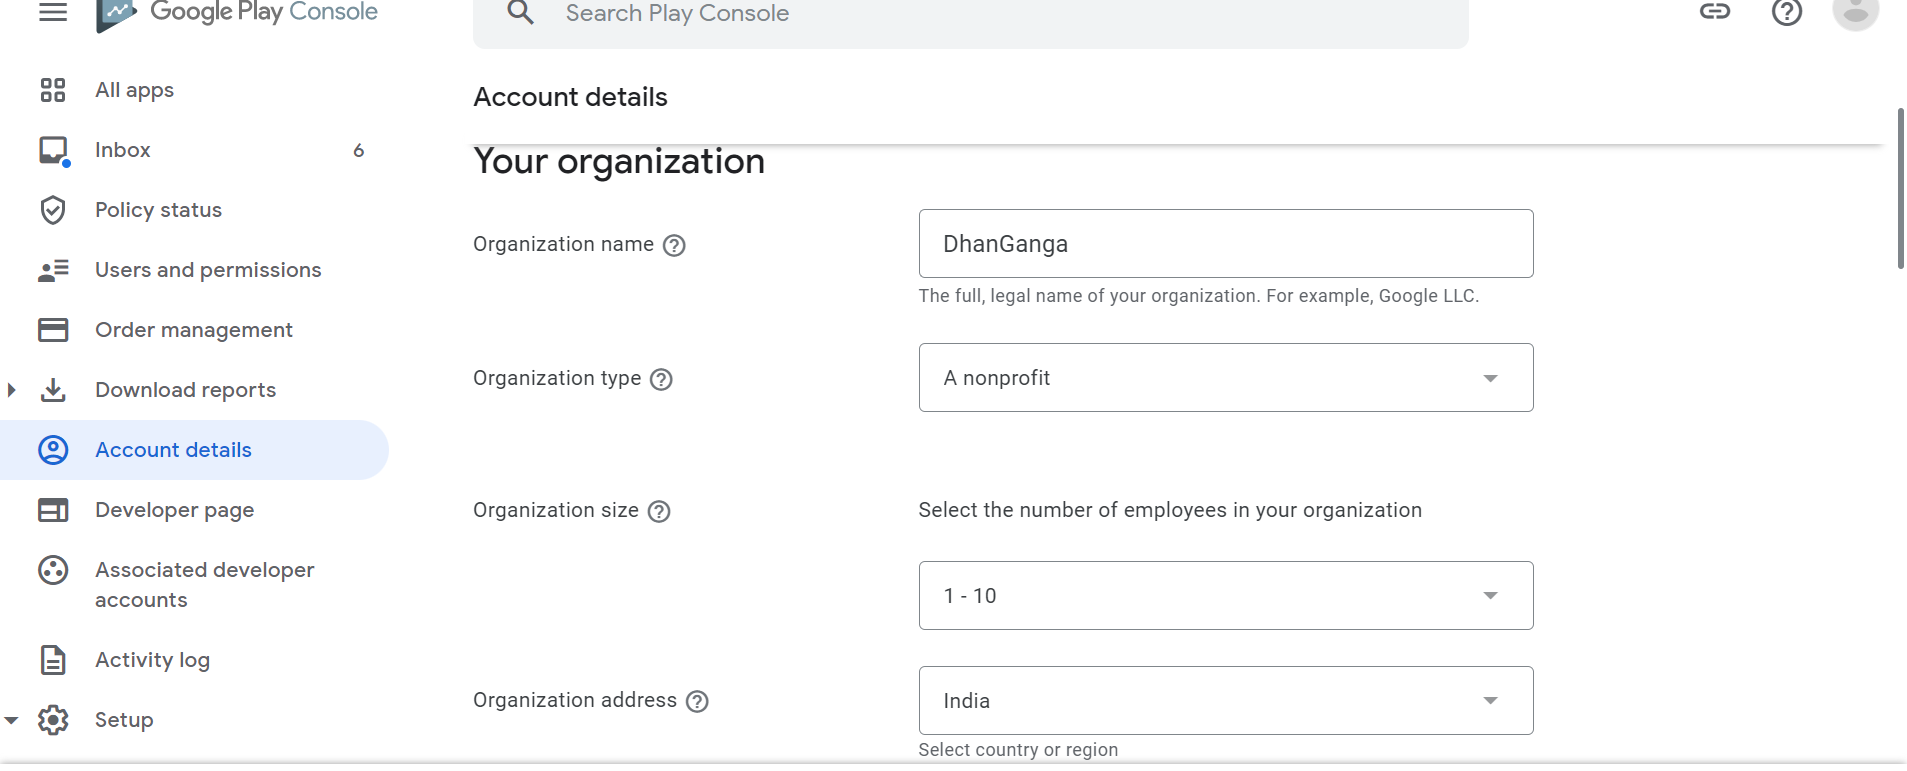 Google Play Console
Search Play Console
All apps
Inbox 6
Policy status
Users and permissions
Order management
Download reports
Account details
Developer page
Associated developer
accounts
Activity log
Setup
Account details
Your organization
Organization name
DhanGanga
The full, legal name of your organization. For example, Google LLC.
Organization type
A nonprofit
Organization size
Select the number of employees in your organization
1 - 10
Organization address
India
Select country or region